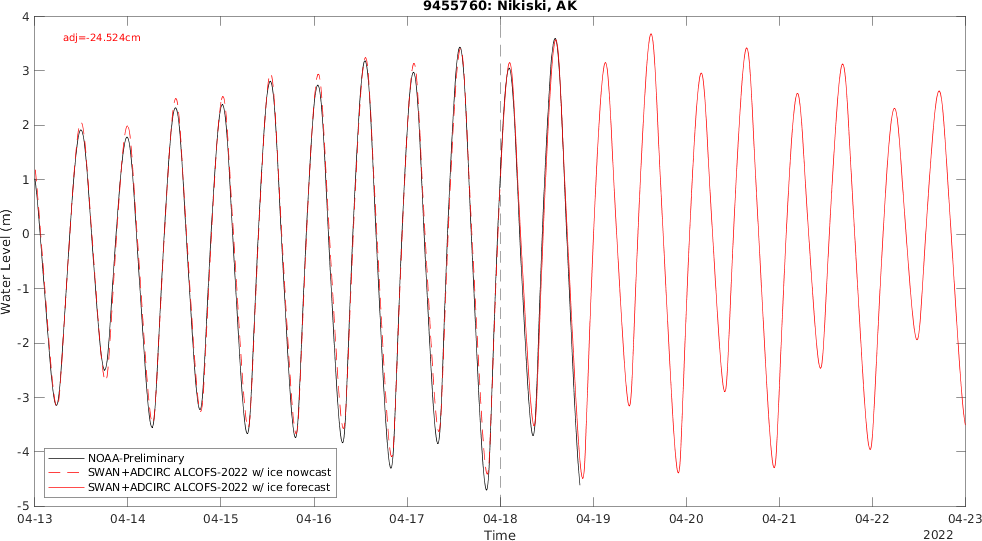 9455760: Nikiski, AK
adj=-24.524cm
Water Level (m)
4
3
2
1
0
-1
-2
-3
-4
-5
NOAA-Preliminary
SWAN+ADCIRC ALCOFS-2022 w/ ice nowcast
SWAN+ADCIRC ALCOFS-2022 w/ ice forecast
04-13 04-14 04-15 04-16 04-17 04-18 04-19 04-20 04-21 04-22 04-23
Time
2022